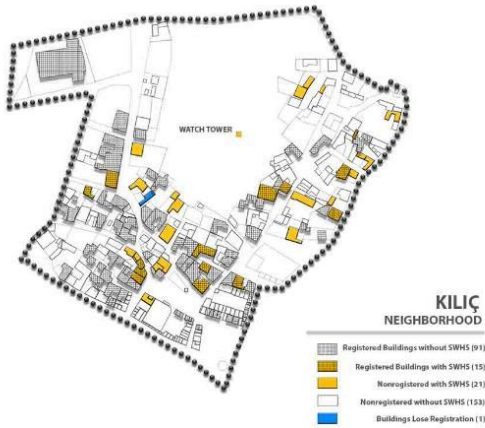 WATCH TOWER
KILIÇ
NEIGHBORHOOD
Registered Buildings without SWHS (91)
Registered Buildings with SWHS (15)
Nonregistered with SWHS (21)
Nonregistered without SWHS (153)
Buildings Lose Registration (1)